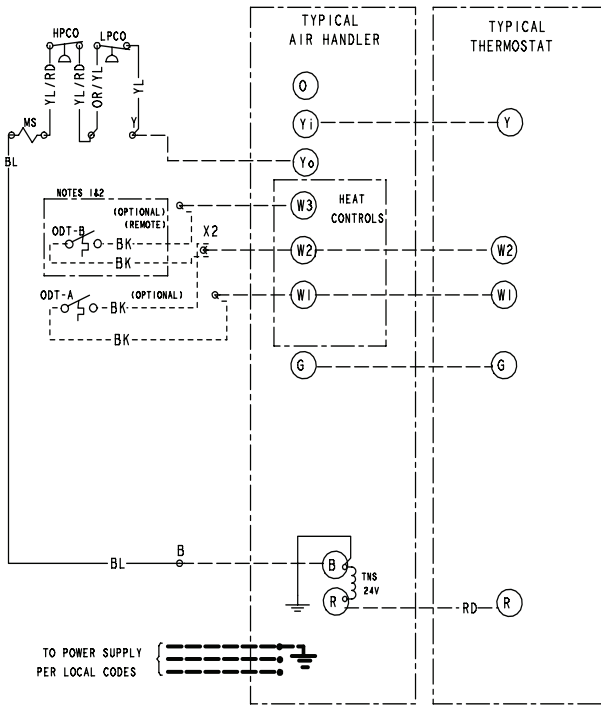 TYPICAL
AIR HANDLER
TYPICAL
THERMOSTAT
HPCO
LPCO
YL/RD
YL/RD
OR/YL
YL
MS
Y
BL
O
Yi
Y
Yo
NOTES 1&2
(OPTIONAL)
(REMOTE)
ODT-B
BK
BK
X2
W3
HEAT
CONTROLS
W2
W2
ODT-A
(OPTIONAL)
BK
BK
W1
W1
G
G
B
BL
B
TNS
24V
R
RD
R
TO POWER SUPPLY
PER LOCAL CODES